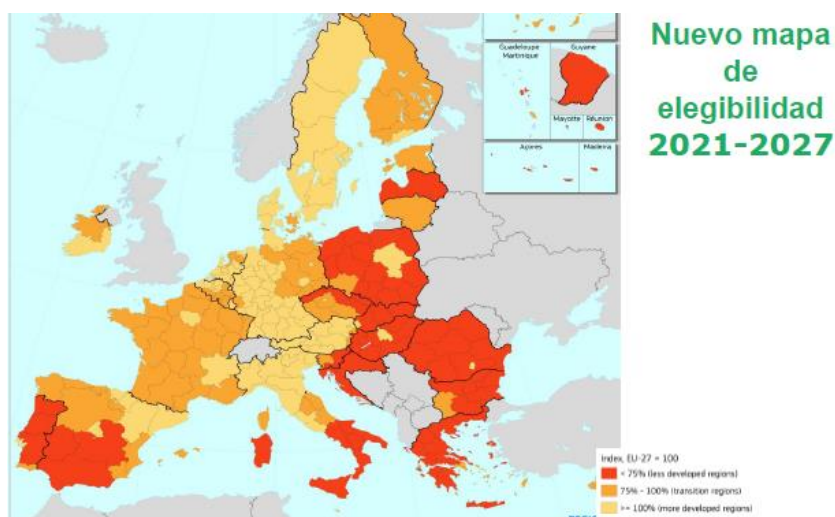 Nuevo mapa
de
elegibilidad
2021-2027
Guadeloupe
Martinique
Guyane
Mayotte
Réunion
Açores
Madeira
Index, EU-27 = 100
< 75% (less developed regions)
75% - 100% (transition regions)
>= 100% (more developed regions)